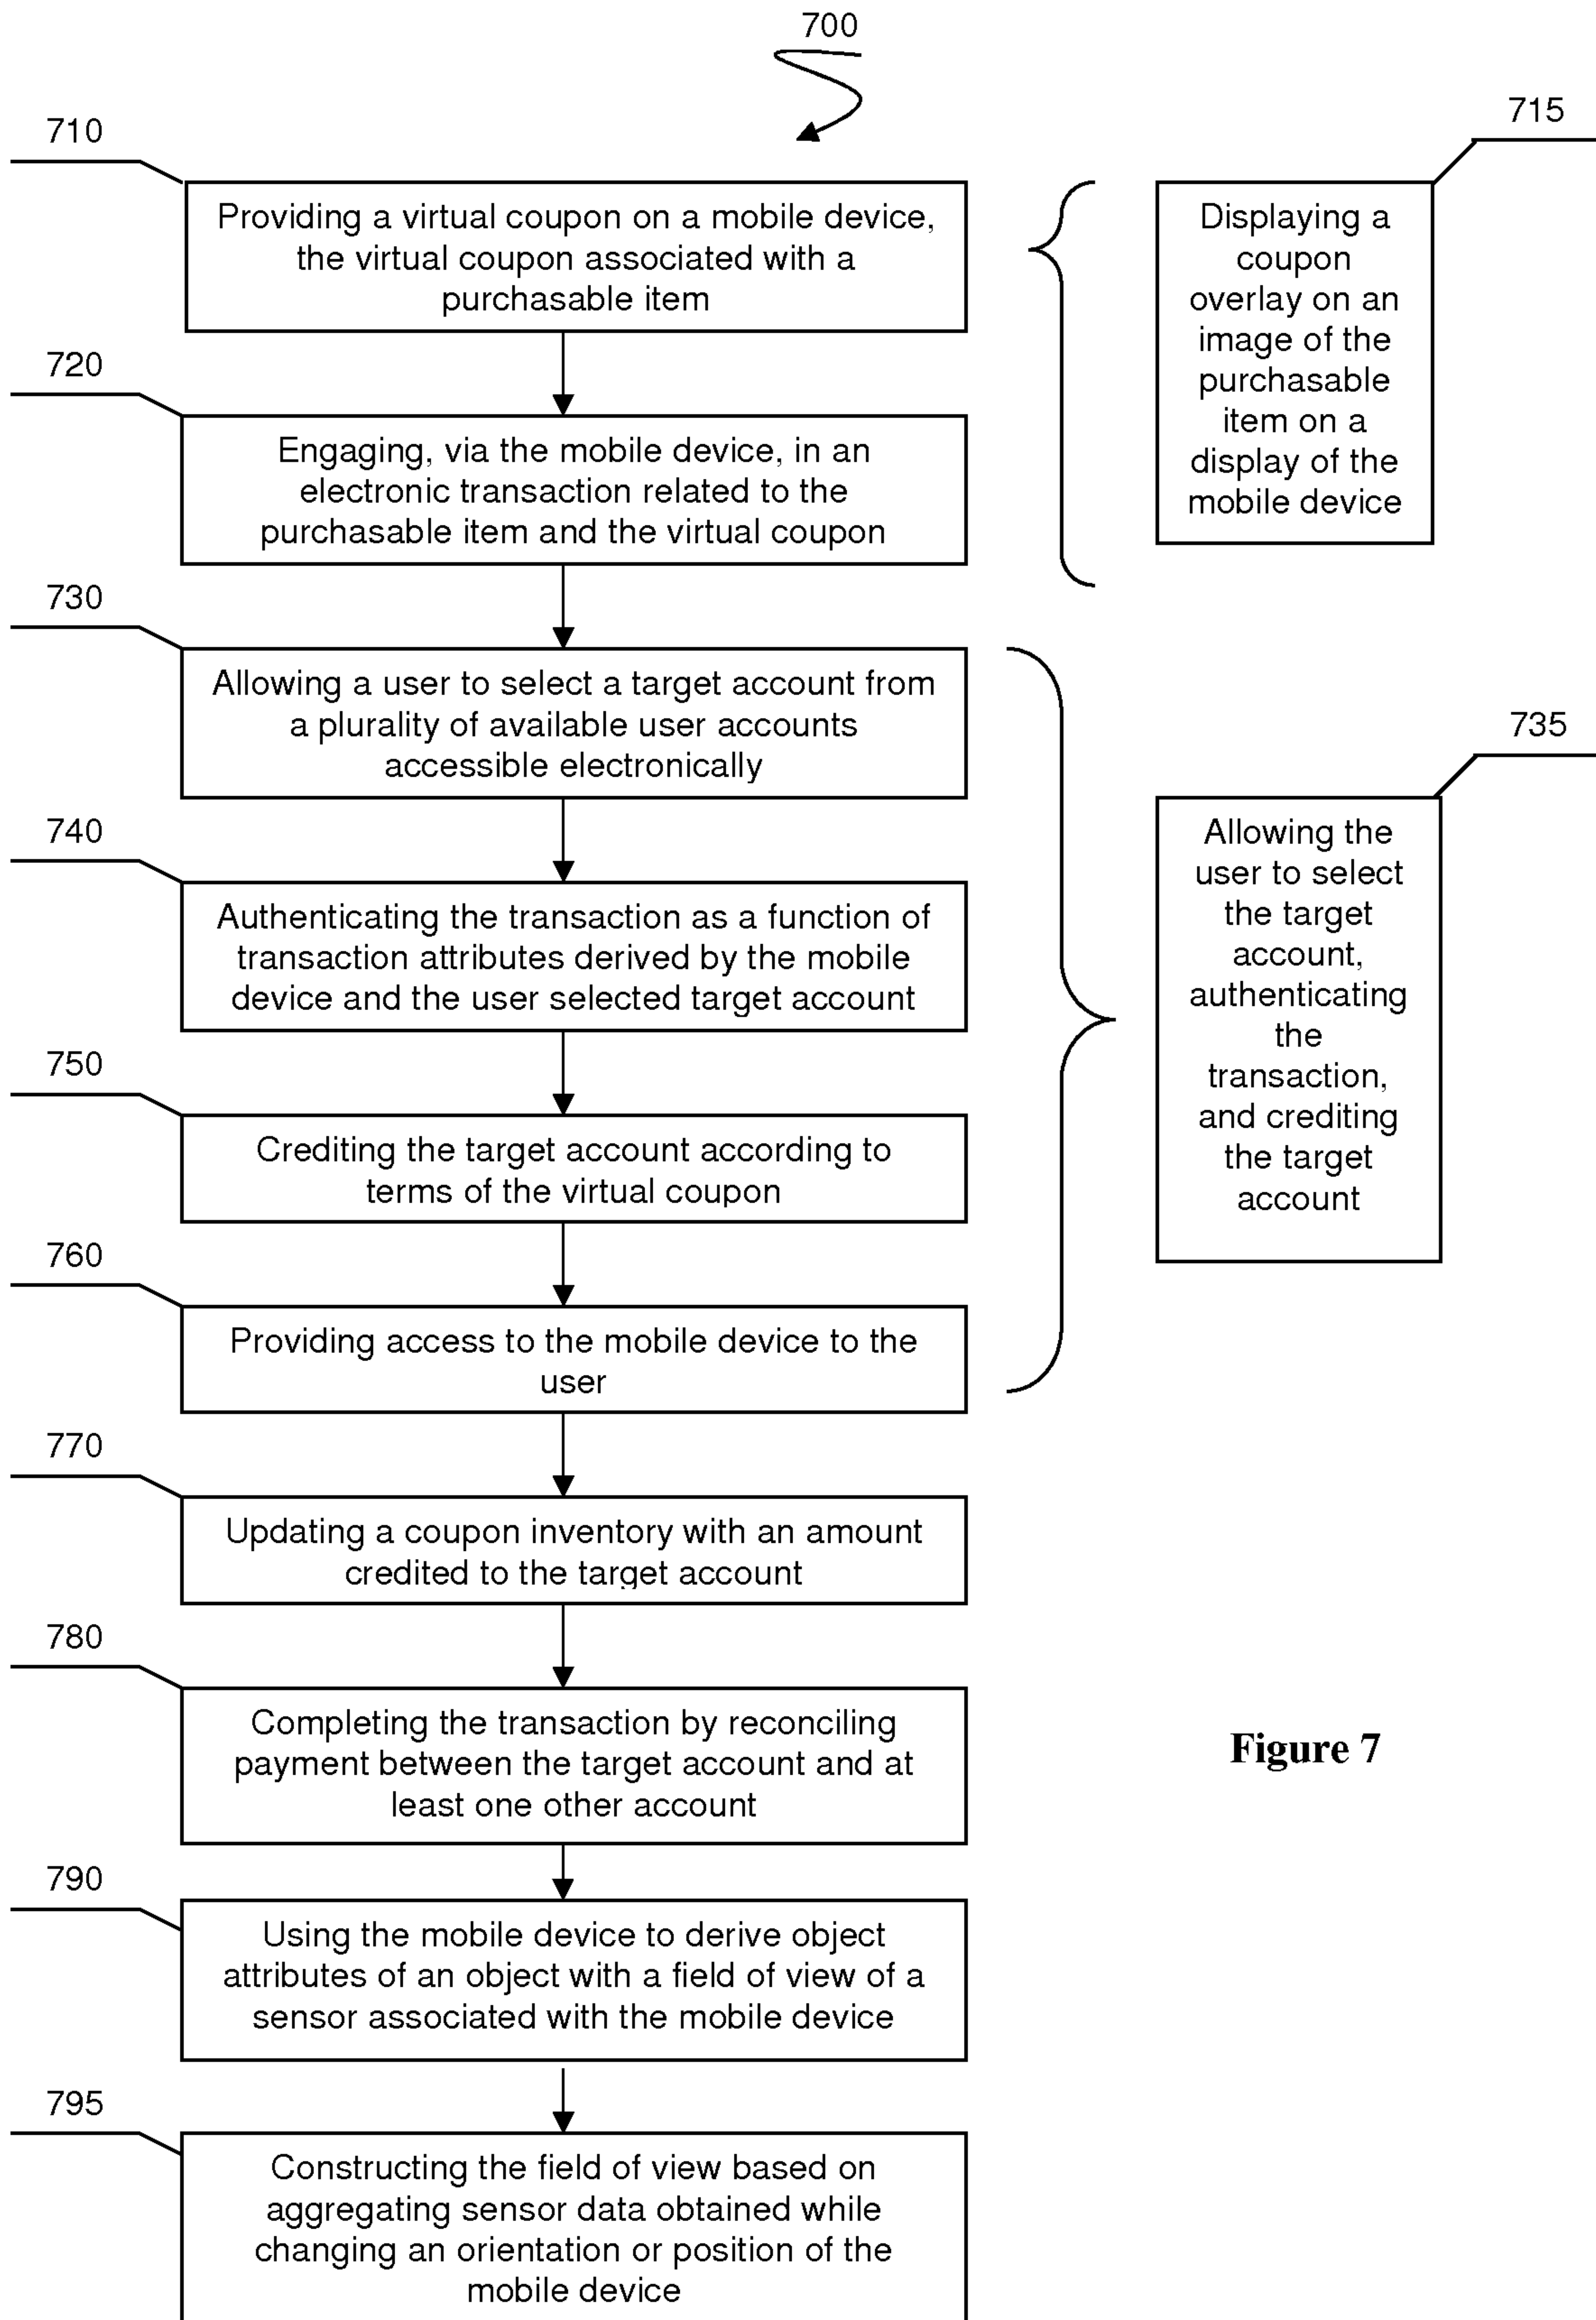 700
710
Providing a virtual coupon on a mobile device,
the virtual coupon associated with a
purchasable item
715
Displaying a
coupon
overlay on an
image of the
purchasable
item on a
display of the
mobile device
720
Engaging, via the mobile device, in an
electronic transaction related to the
purchasable item and the virtual coupon
730
Allowing a user to select a target account from
a plurality of available user accounts
accessible electronically
735
Allowing the
user to select
the target
account,
authenticating
the
transaction,
and crediting
the target
account
740
Authenticating the transaction as a function of
transaction attributes derived by the mobile
device and the user selected target account
750
Crediting the target account according to
terms of the virtual coupon
760
Providing access to the mobile device to the
user
770
Updating a coupon inventory with an amount
credited to the target account
780
Completing the transaction by reconciling
payment between the target account and at
least one other account
Figure 7
790
Using the mobile device to derive object
attributes of an object with a field of view of a
sensor associated with the mobile device
795
Constructing the field of view based on
aggregating sensor data obtained while
changing an orientation or position of the
mobile device